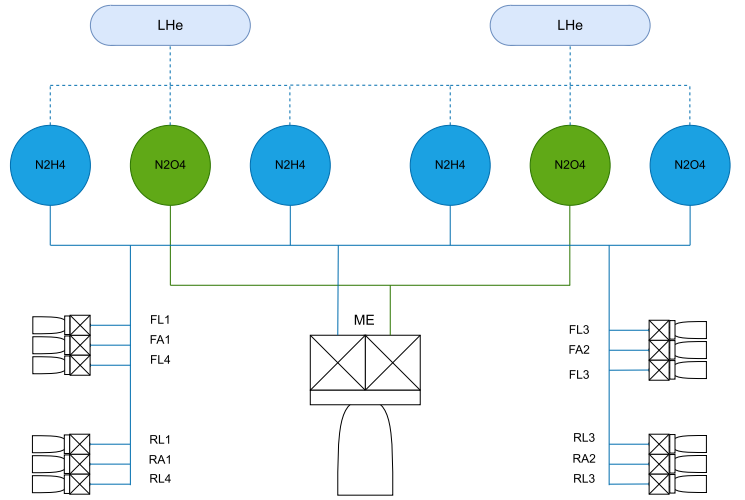 LHe
LHe
N2H4
N2O4
N2H4
N2H4
N2O4
N2O4
FL1
FA1
FL4
ME
FL3
FA2
FL3
RL1
RA1
RL4
RL3
RA2
RL3